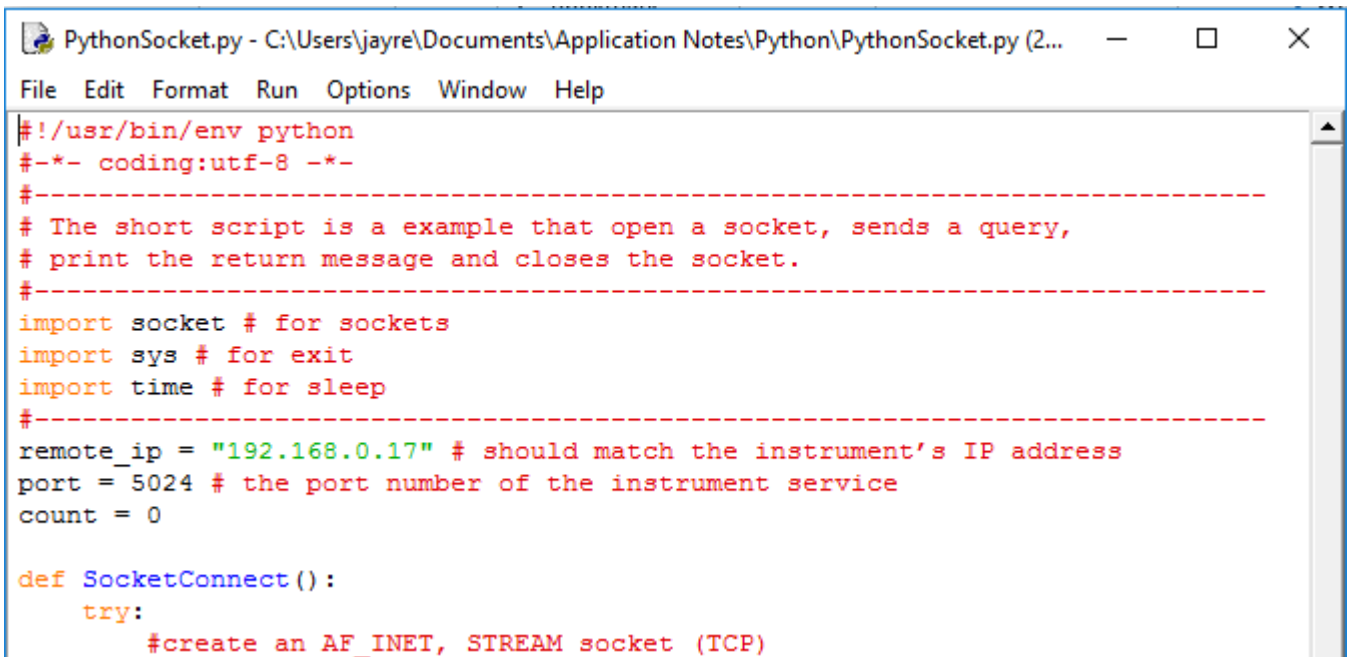 PythonSocket.py - C:\Users\jayre\Documents\Application Notes\Python\PythonSocket.py (2...
File Edit Format Run Options Window Help
#!/usr/bin/env python
#-*- coding:utf-8 -*-
#-----------------------------------------------------------------------------
# The short script is a example that open a socket, sends a query,
# print the return message and closes the socket.
#-----------------------------------------------------------------------------
import socket # for sockets
import sys # for exit
import time # for sleep
#-----------------------------------------------------------------------------
remote_ip = "192.168.0.17" # should match the instrument’s IP address
port = 5024 # the port number of the instrument service
count = 0
def SocketConnect():
    try:
        #create an AF_INET, STREAM socket (TCP)